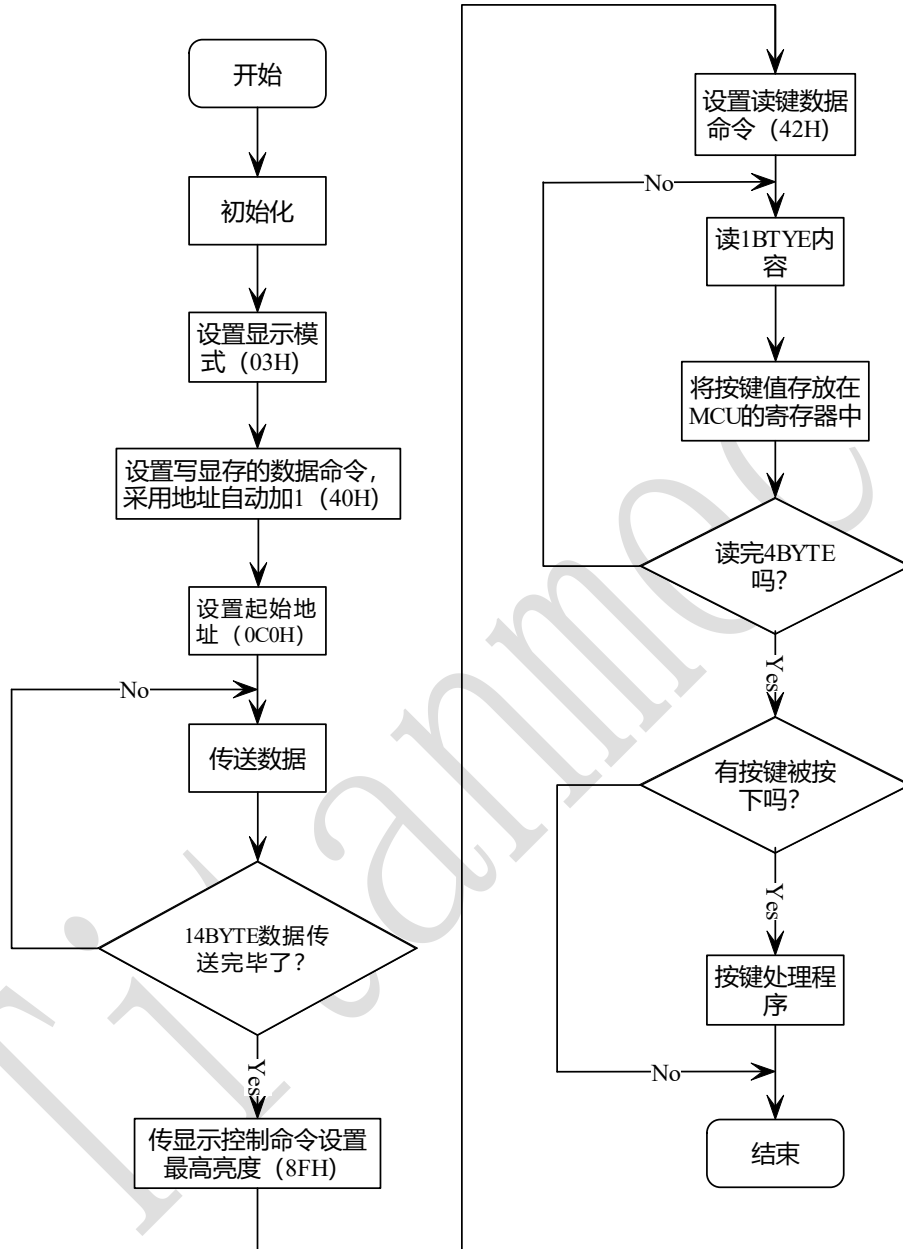 开始
初始化
设置显示模
式（03H）
设置写显存的数据命令，
采用地址自动加1（40H）
设置起始地
址（0C0H）
No
传送数据
14BYTE数据传
送完毕了？
Yes
传显示控制命令设置
最高亮度（8FH）
设置读键数据
命令（42H）
No
读1BTYE内
容
将按键值存放在
MCU的寄存器中
读完4BYTE
吗？
Yes
有按键被按
下吗？
Yes
按键处理程
序
No
结束
Titanmec